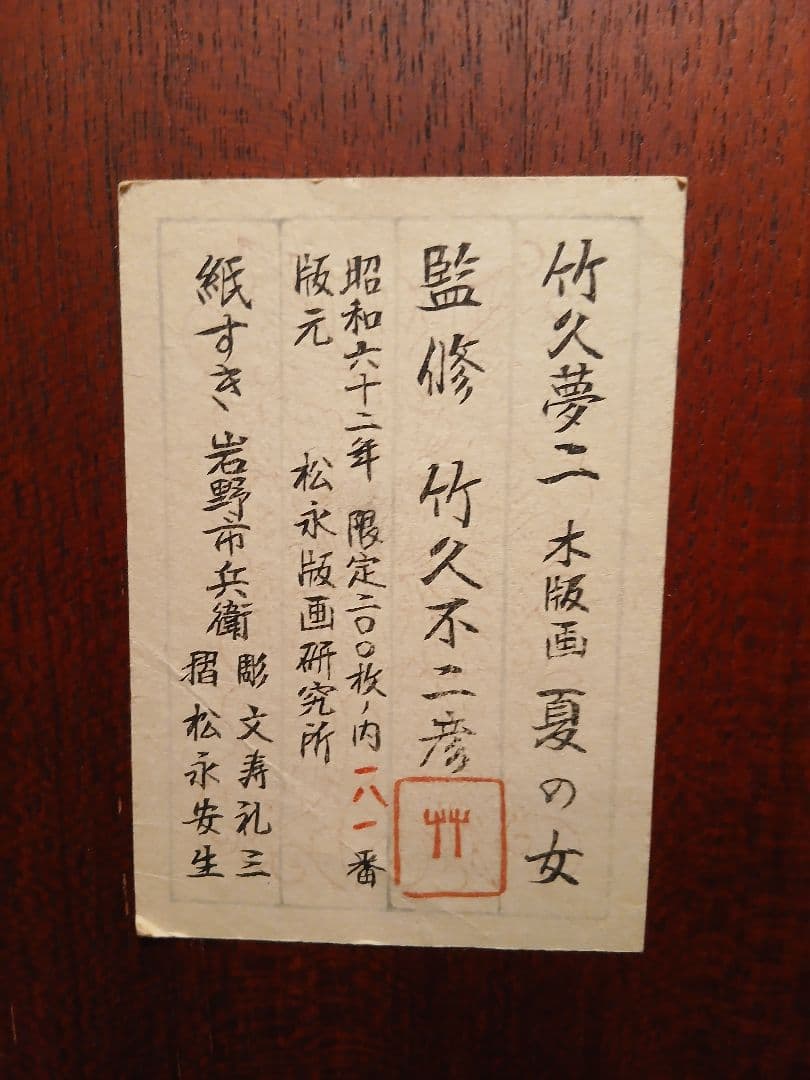 竹久夢二 木版画 夏の女
監修 竹久不二彦
竹
昭和六十二年 限定二〇〇枚ノ内 一八一番
版元 松永版画研究所
紙すき 岩野市兵衛
彫 文寿礼三
摺 松永安生